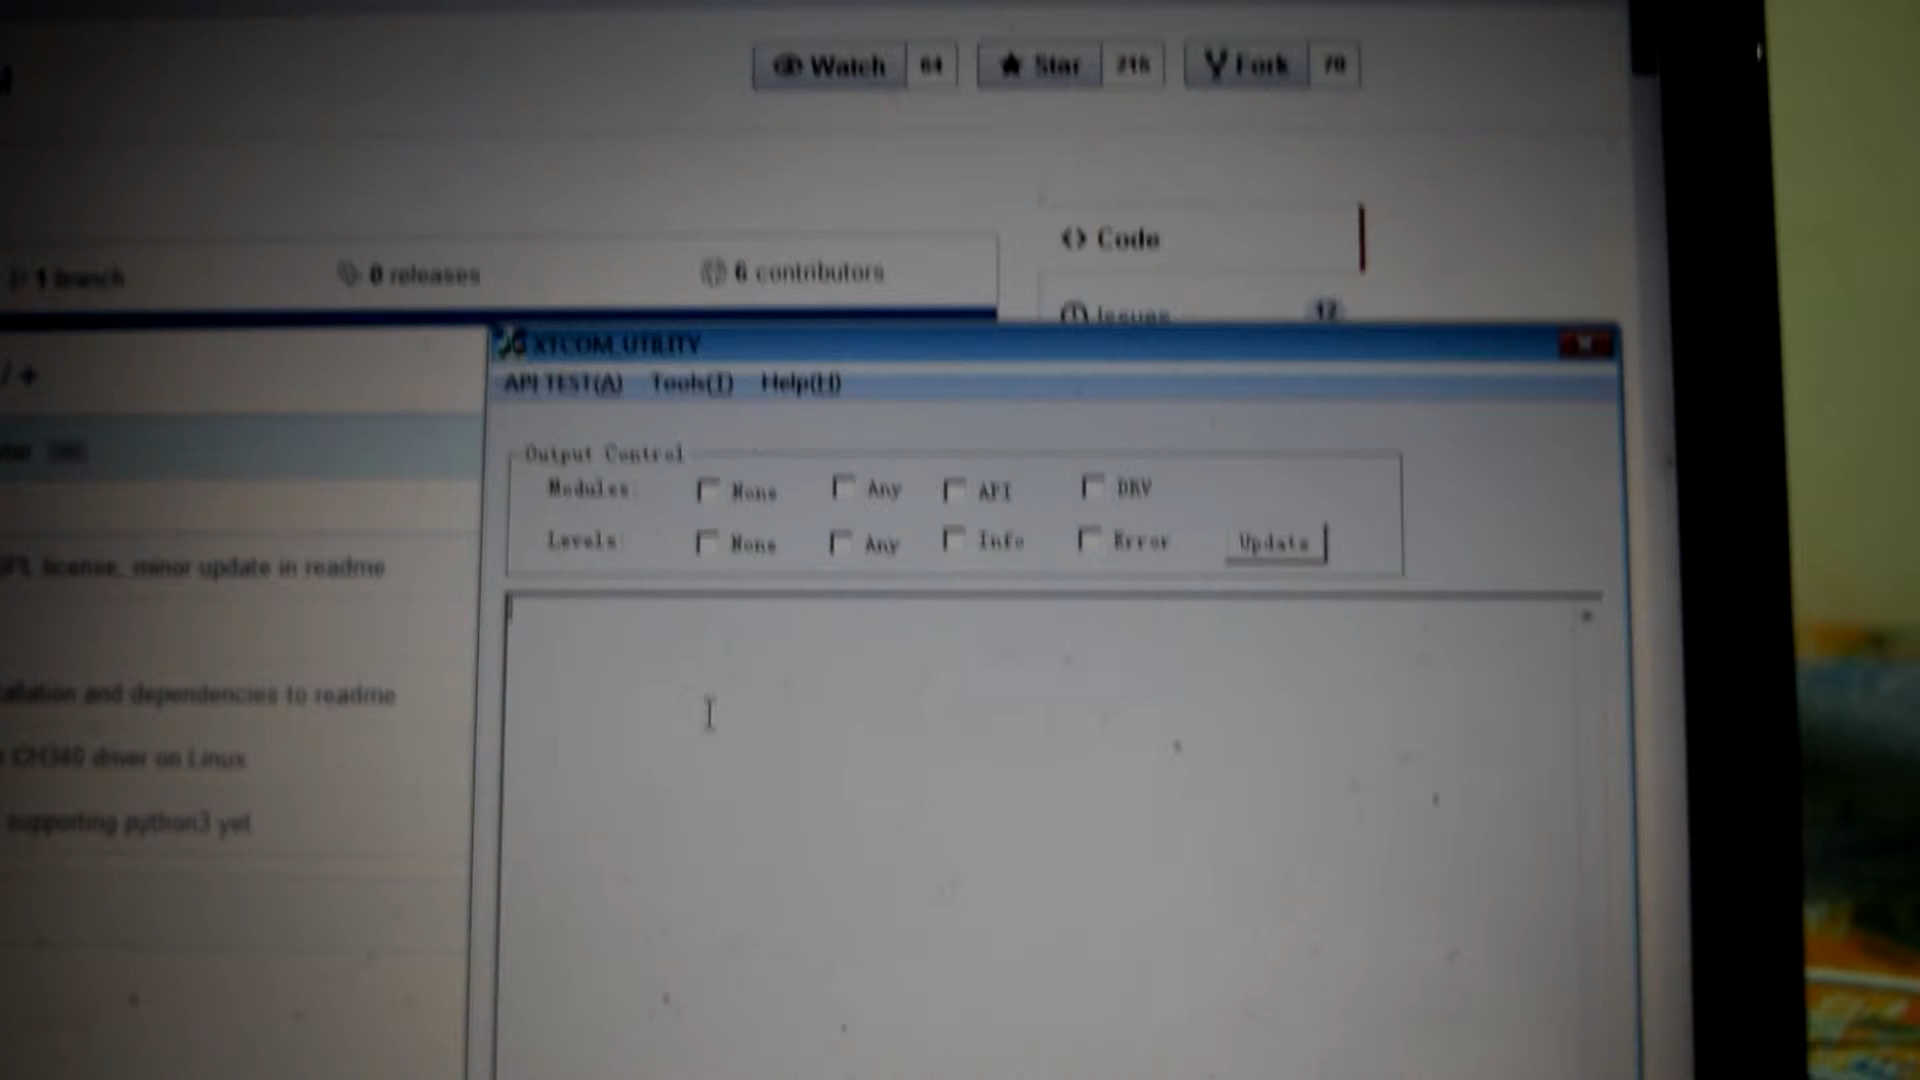 Watch 64 Star 215 Fork 70
Code
1 branch 0 releases 6 contributors
Issues 12
XTCOM_UTILITY
/ +
API TEST(A) Tools(T) Help(H)
Output Control
Modules: None Any API DRV
Levels: None Any Info Error Update
license, minor update in readme
and dependencies to readme
CH340 driver on Linux
supporting python3 yet